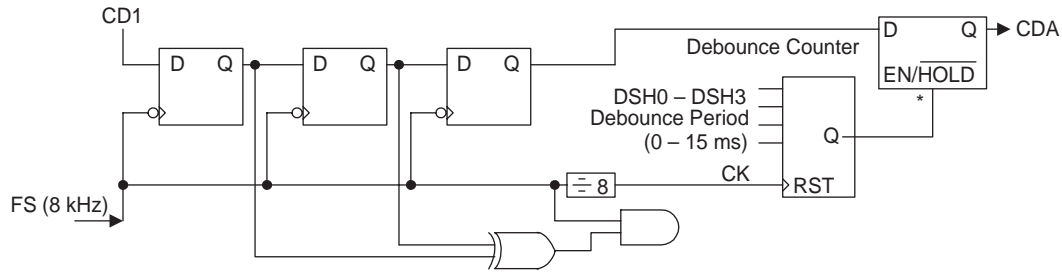 CD1
D Q
D Q
D Q
D Q
CDA
Debounce Counter
EN/HOLD
*
DSH0 – DSH3
Debounce Period
(0 – 15 ms)
Q
CK
RST
÷ 8
FS (8 kHz)